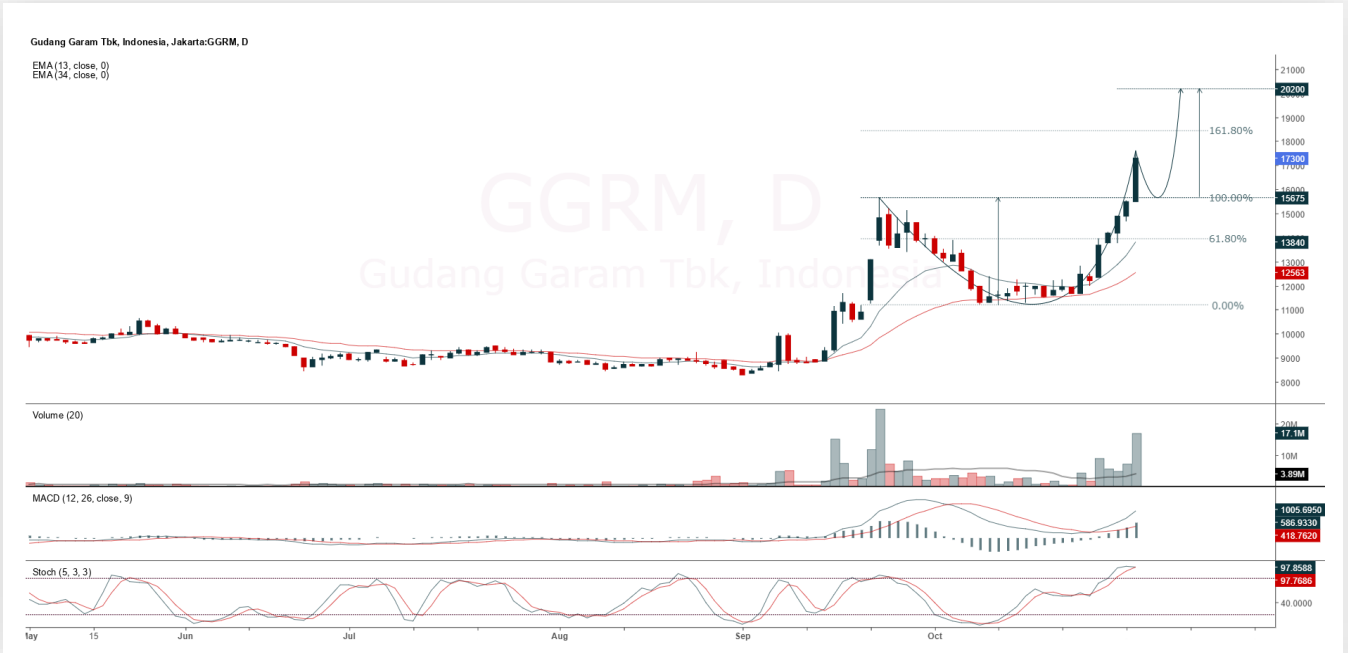 Gudang Garam Tbk, Indonesia, Jakarta:GGRM, D
EMA (13, close, 0)
EMA (34, close, 0)
GGRM, D
Gudang Garam Tbk, Indonesia
21000
20200
19000
161.80%
18000
17300
17000
16000
100.00%
15675
15000
61.80%
13840
13000
12563
12000
0.00%
11000
10000
9000
8000
Volume (20)
20M
17.1M
10M
3.89M
MACD (12, 26, close, 9)
1005.6950
586.9330
418.7620
Stoch (5, 3, 3)
97.8588
97.7686
40.0000
May 15 Jun Jul Aug Sep Oct